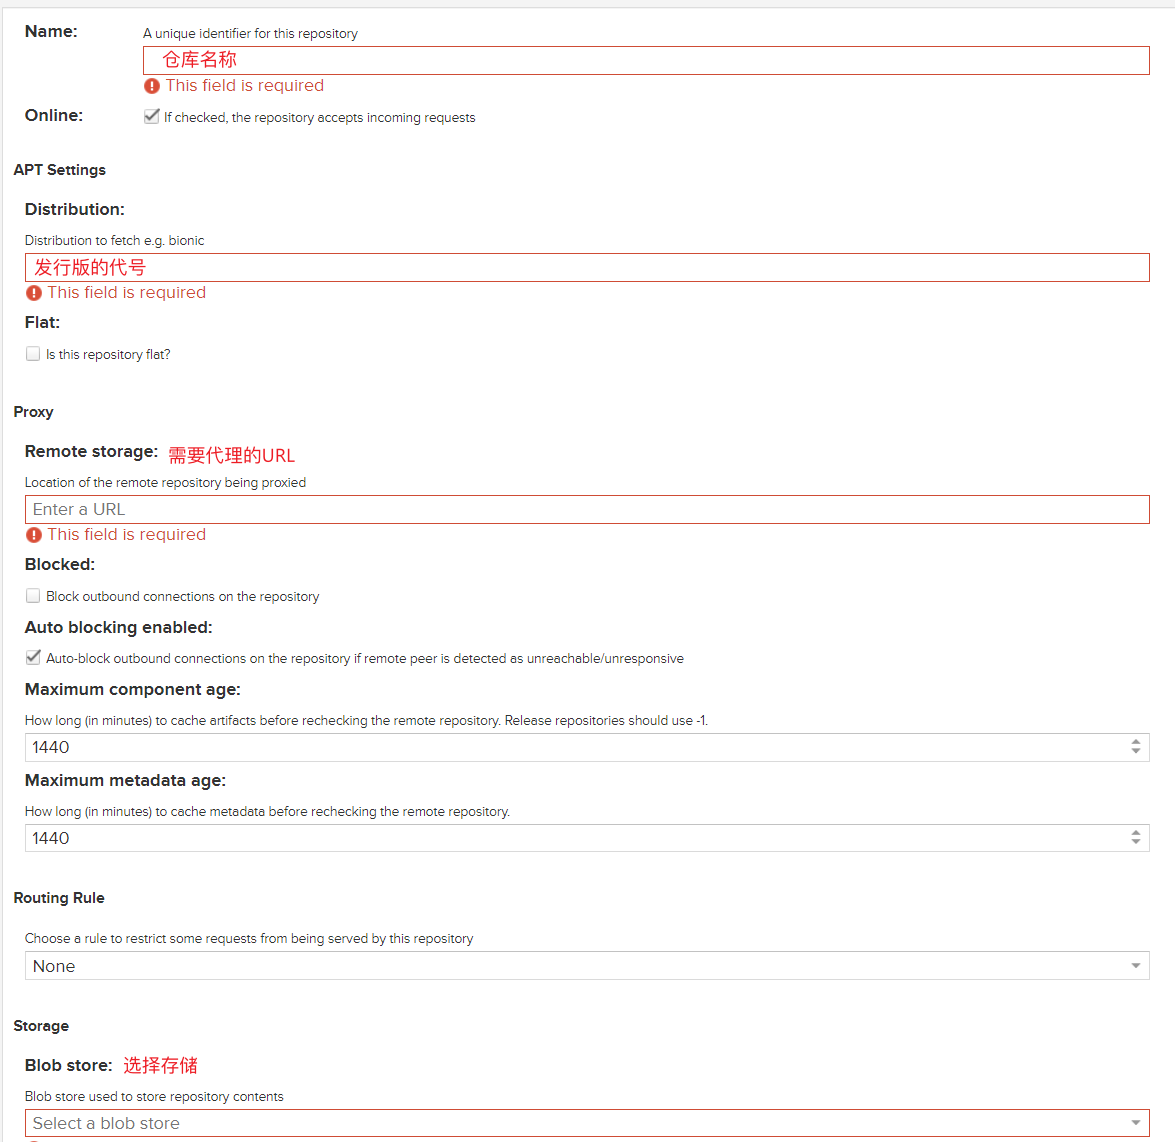 Name:
A unique identifier for this repository
仓库名称
This field is required
Online:
If checked, the repository accepts incoming requests
APT Settings
Distribution:
Distribution to fetch e.g. bionic
发行版的代号
This field is required
Flat:
Is this repository flat?
Proxy
Remote storage: 需要代理的URL
Location of the remote repository being proxied
Enter a URL
This field is required
Blocked:
Block outbound connections on the repository
Auto blocking enabled:
Auto-block outbound connections on the repository if remote peer is detected as unreachable/unresponsive
Maximum component age:
How long (in minutes) to cache artifacts before rechecking the remote repository. Release repositories should use -1.
1440
Maximum metadata age:
How long (in minutes) to cache metadata before rechecking the remote repository.
1440
Routing Rule
Choose a rule to restrict some requests from being served by this repository
None
Storage
Blob store: 选择存储
Blob store used to store repository contents
Select a blob store